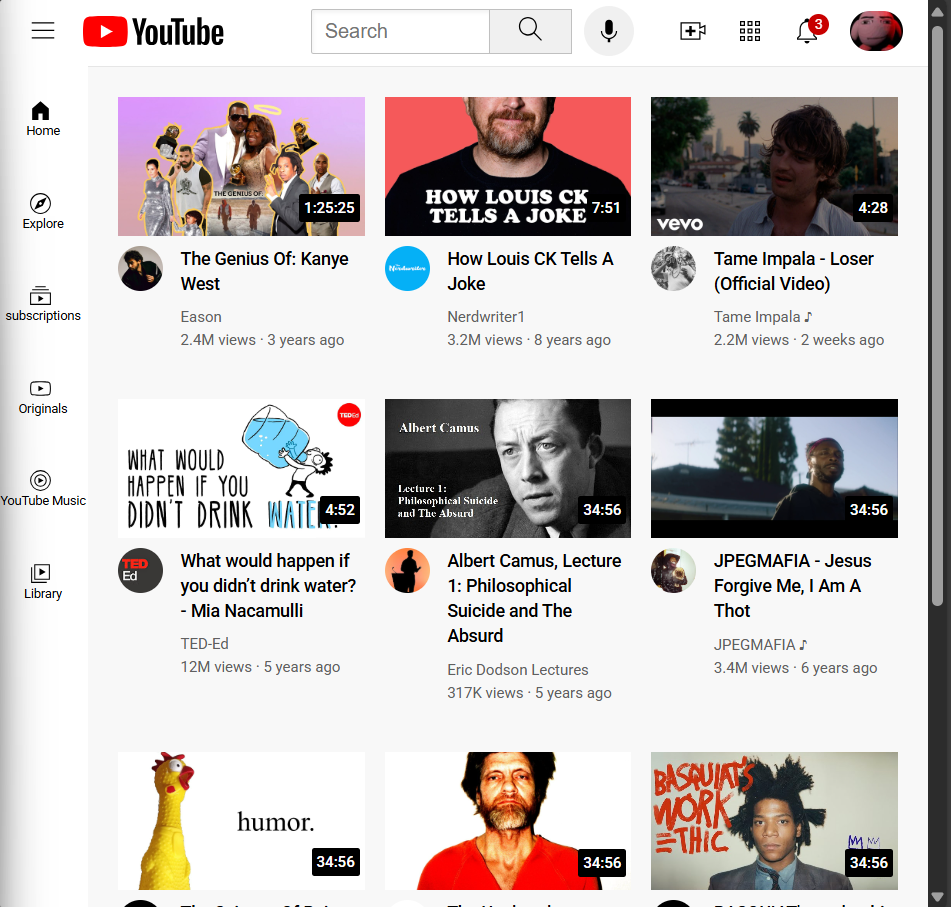 YouTube
Search
3
Home
Explore
subscriptions
Originals
YouTube Music
Library
THE GENIUS OF:
1:25:25
The Genius Of: Kanye
West
Eason
2.4M views · 3 years ago
HOW LOUIS CK
TELLS A JOKE
7:51
Nerdwriter
How Louis CK Tells A
Joke
Nerdwriter1
3.2M views · 8 years ago
vevo
4:28
Tame Impala - Loser
(Official Video)
Tame Impala ♪
2.2M views · 2 weeks ago
TEDEd
WHAT WOULD
HAPPEN IF YOU
DIDN'T DRINK WATER?
4:52
TED
Ed
What would happen if
you didn’t drink water?
- Mia Nacamulli
TED-Ed
12M views · 5 years ago
Albert Camus
Lecture 1:
Philosophical Suicide
and The Absurd
34:56
Albert Camus, Lecture
1: Philosophical
Suicide and The
Absurd
Eric Dodson Lectures
317K views · 5 years ago
34:56
JPEGMAFIA - Jesus
Forgive Me, I Am A
Thot
JPEGMAFIA ♪
3.4M views · 6 years ago
humor.
34:56
34:56
BASQUIAT'S
WORK
ETHIC
34:56